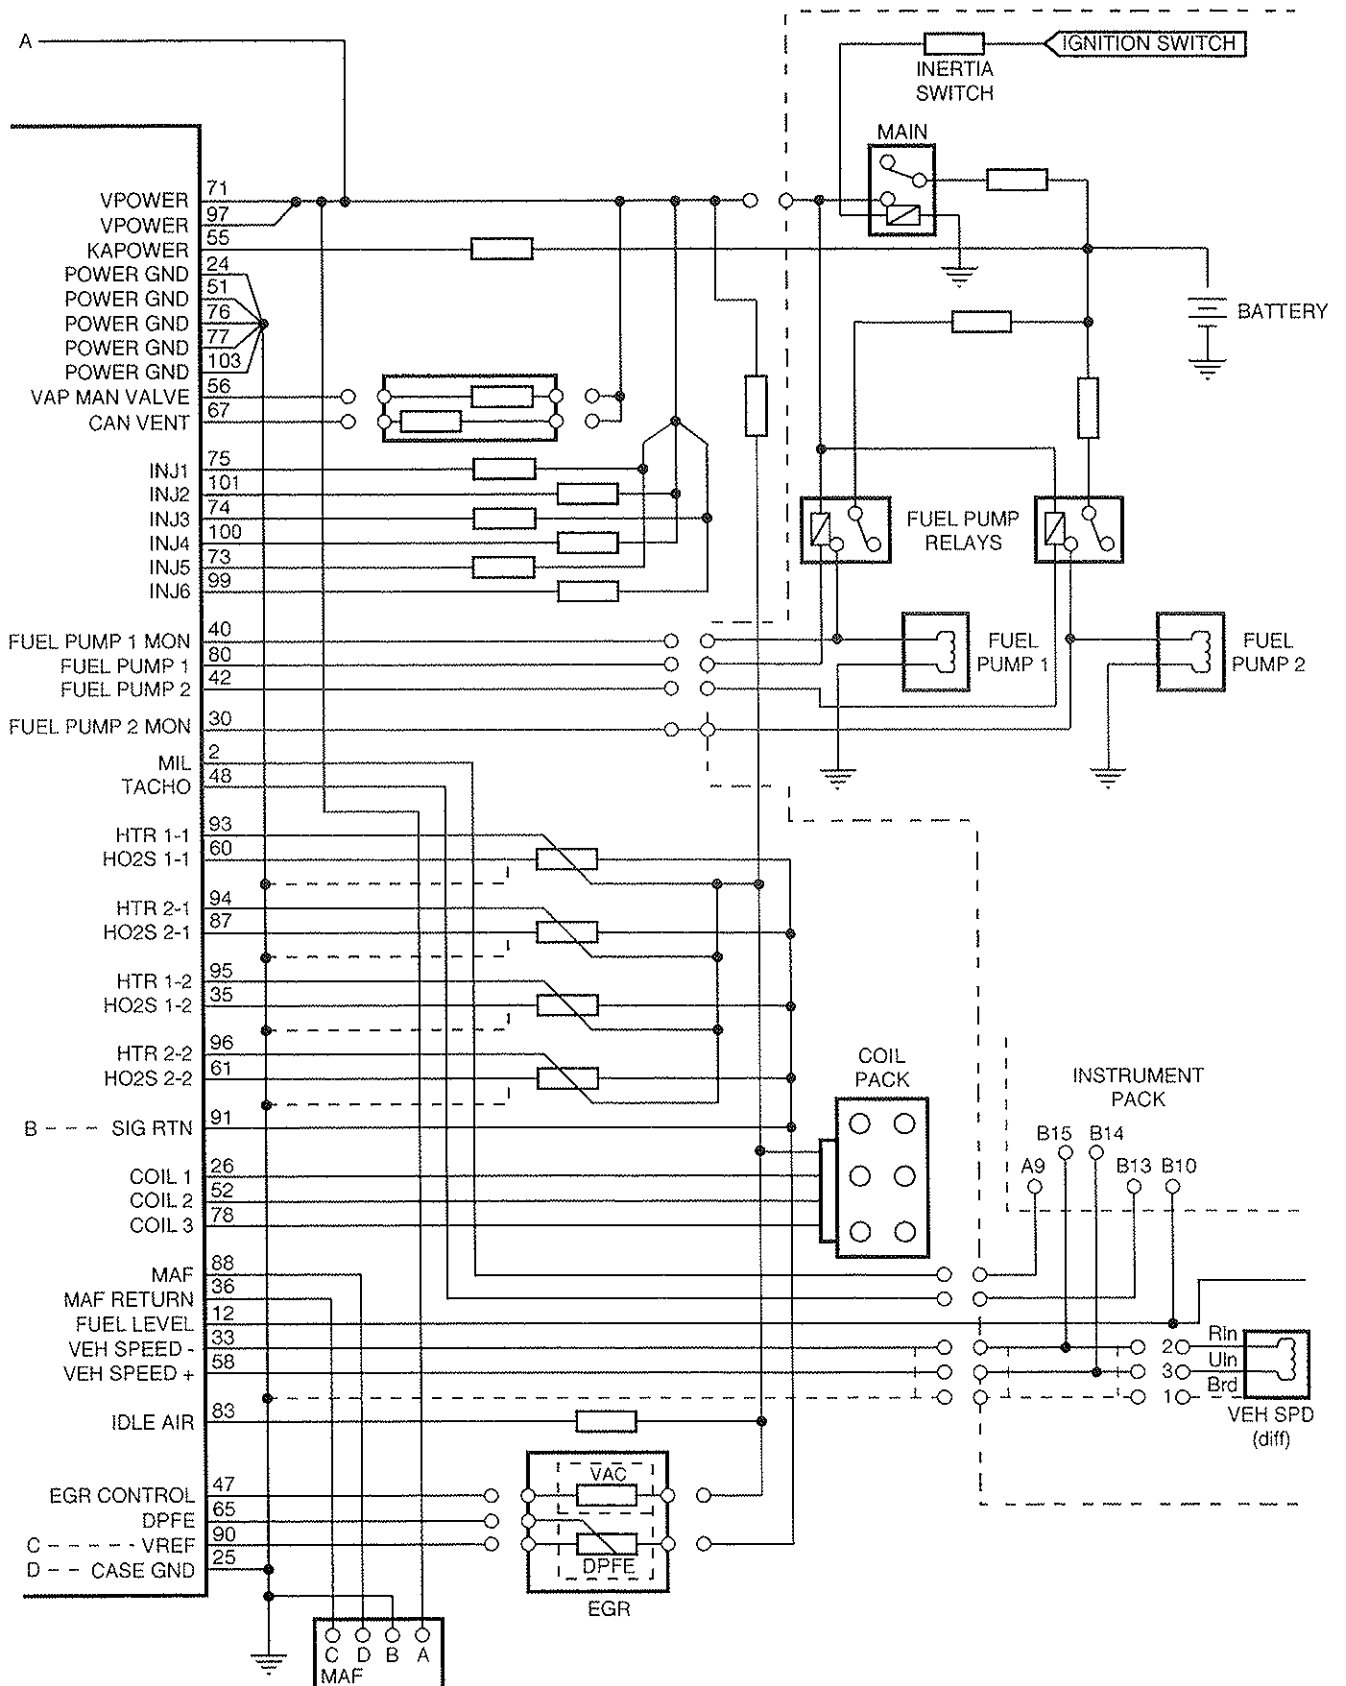 A
IGNITION SWITCH
INERTIA
SWITCH
MAIN
VPOWER 71
VPOWER 97
KAPOWER 55
POWER GND 24
POWER GND 51
POWER GND 76
POWER GND 77
POWER GND 103
BATTERY
VAP MAN VALVE 56
CAN VENT 67
INJ1 75
INJ2 101
INJ3 74
INJ4 100
INJ5 73
INJ6 99
FUEL PUMP
RELAYS
FUEL PUMP 1 MON 40
FUEL PUMP 1 80
FUEL PUMP 2 42
FUEL PUMP 2 MON 30
FUEL
PUMP 1
FUEL
PUMP 2
MIL 2
TACHO 48
HTR 1-1 93
HO2S 1-1 60
HTR 2-1 94
HO2S 2-1 87
HTR 1-2 95
HO2S 1-2 35
HTR 2-2 96
HO2S 2-2 61
B SIG RTN 91
COIL
PACK
INSTRUMENT
PACK
B15 B14
A9 B13 B10
COIL 1 26
COIL 2 52
COIL 3 78
MAF 88
MAF RETURN 36
FUEL LEVEL 12
VEH SPEED - 33
VEH SPEED + 58
2 Rin
3 Uin
1 Brd
VEH SPD
(diff)
IDLE AIR 83
EGR CONTROL 47
DPFE 65
C VREF 90
D CASE GND 25
VAC
DPFE
EGR
C D B A
MAF